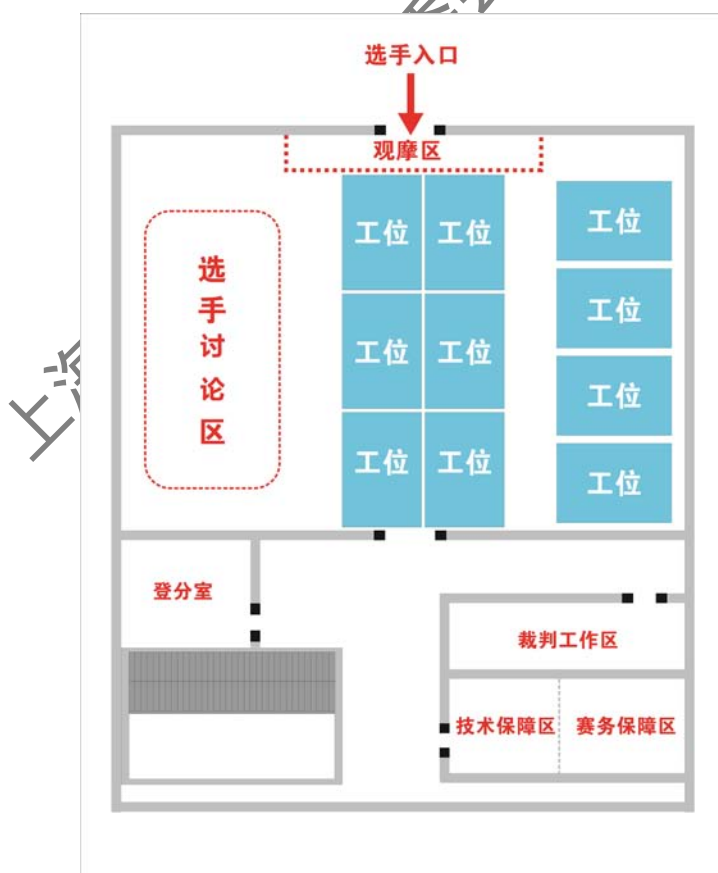 选手入口
观摩区
工位 工位 工位
选手讨论区
工位
工位 工位
工位
工位 工位
工位
登分室
裁判工作区
技术保障区 赛务保障区
上海